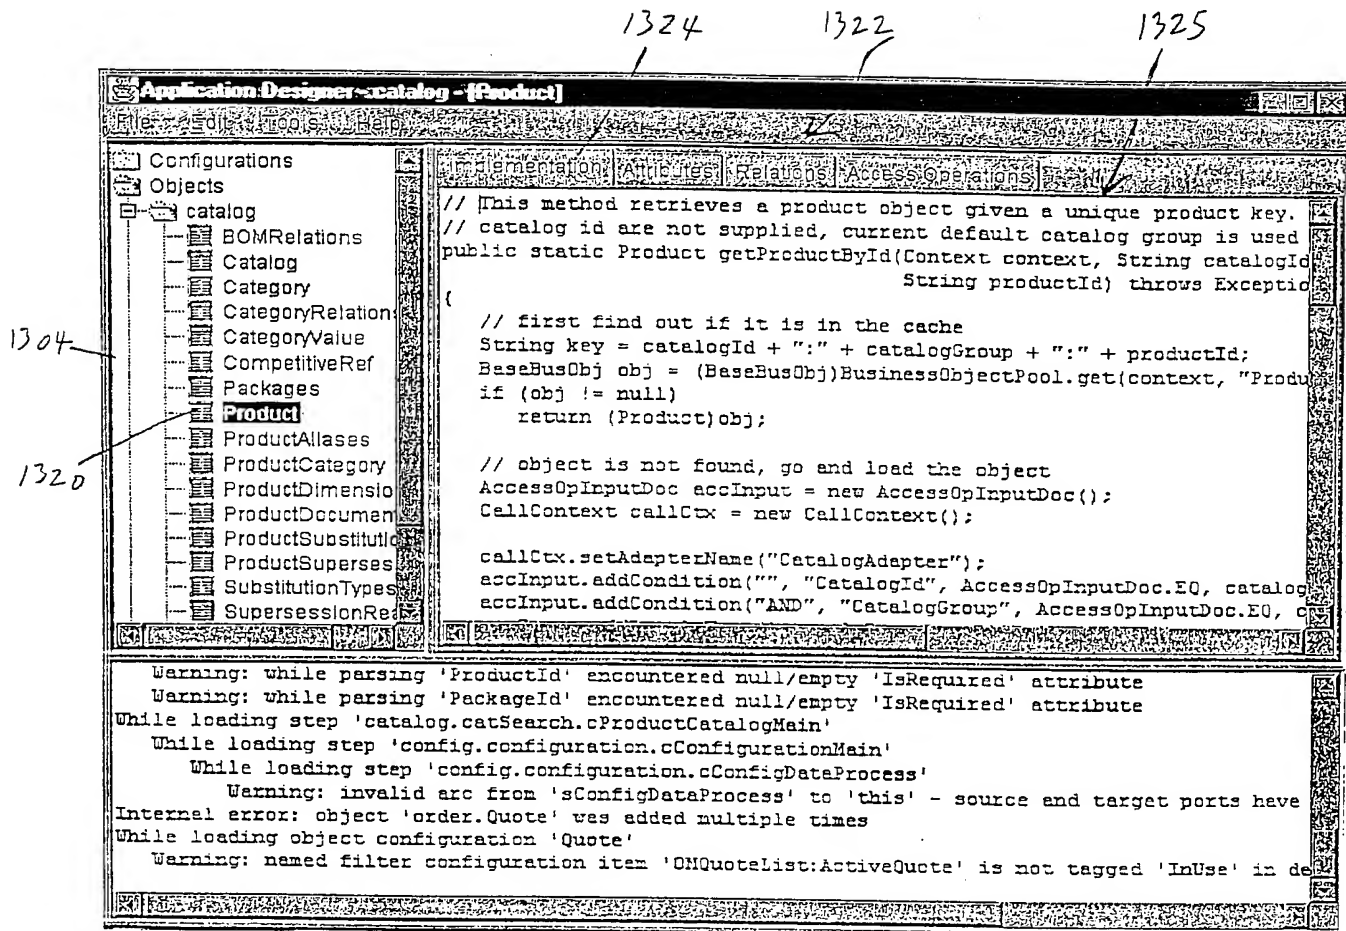 1324 1322 1325
Application Designer - catalog - [Product]
File Edit Tools Help
Configurations
Objects
catalog
BOMRelations
Catalog
Category
CategoryRelation
CategoryValue
CompetitiveRef
Packages
Product
ProductAliases
ProductCategory
ProductDimensio
ProductDocumen
ProductSubstitutio
ProductSuperses
SubstitutionTypes
SupersessionRea
1304
1320
Implementation Attributes Relations Access Operations
// This method retrieves a product object given a unique product key.
// catalog id are not supplied, current default catalog group is used
public static Product getProductById(Context context, String catalogId
String productId) throws Exceptio
{
// first find out if it is in the cache
String key = catalogId + ":" + catalogGroup + ":" + productId;
BaseBusObj obj = (BaseBusObj)BusinessObjectPool.get(context, "Produ
if (obj != null)
return (Product)obj;
// object is not found, go and load the object
AccessOpInputDoc accInput = new AccessOpInputDoc();
CallContext callCtx = new CallContext();
callCtx.setAdapterName("CatalogAdapter");
accInput.addCondition("", "CatalogId", AccessOpInputDoc.EQ, catalog
accInput.addCondition("AND", "CatalogGroup", AccessOpInputDoc.EQ, c
Warning: while parsing 'ProductId' encountered null/empty 'IsRequired' attribute
Warning: while parsing 'PackageId' encountered null/empty 'IsRequired' attribute
While loading step 'catalog.catSearch.cProductCatalogMain'
While loading step 'config.configuration.cConfigurationMain'
While loading step 'config.configuration.cConfigDataProcess'
Warning: invalid arc from 'sConfigDataProcess' to 'this' - source and target ports have
Internal error: object 'order.Quote' was added multiple times
While loading object configuration 'Quote'
Warning: named filter configuration item 'OMQuoteList:ActiveQuote' is not tagged 'InUse' in de